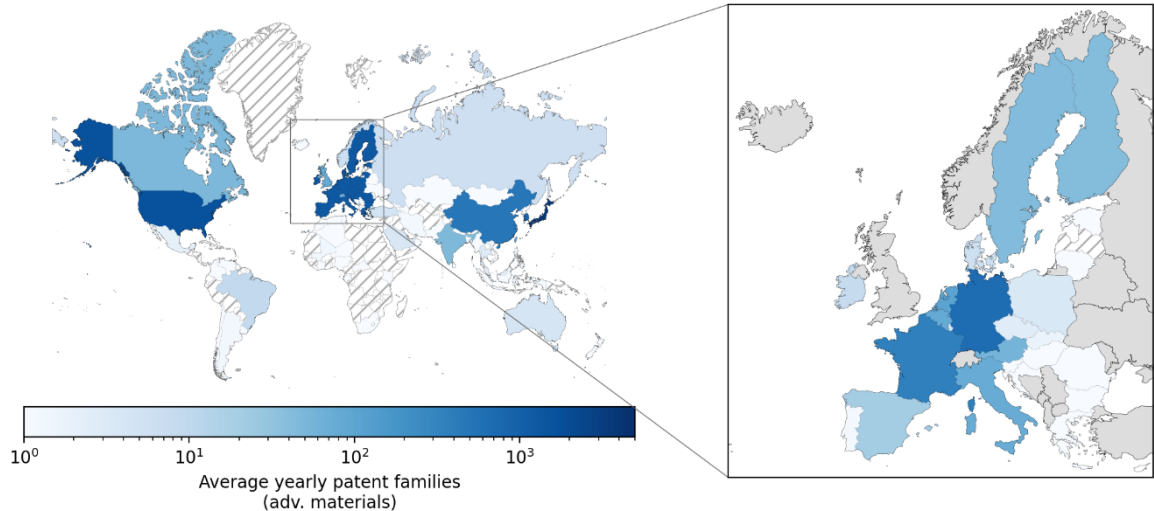 10⁰ 10¹ 10² 10³
Average yearly patent families
(adv. materials)